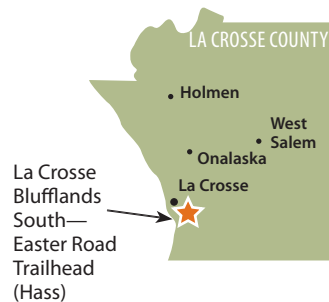 LA CROSSE COUNTY
Holmen
West
Salem
Onalaska
La Crosse
La Crosse
Blufflands
South—
Easter Road
Trailhead
(Hass)